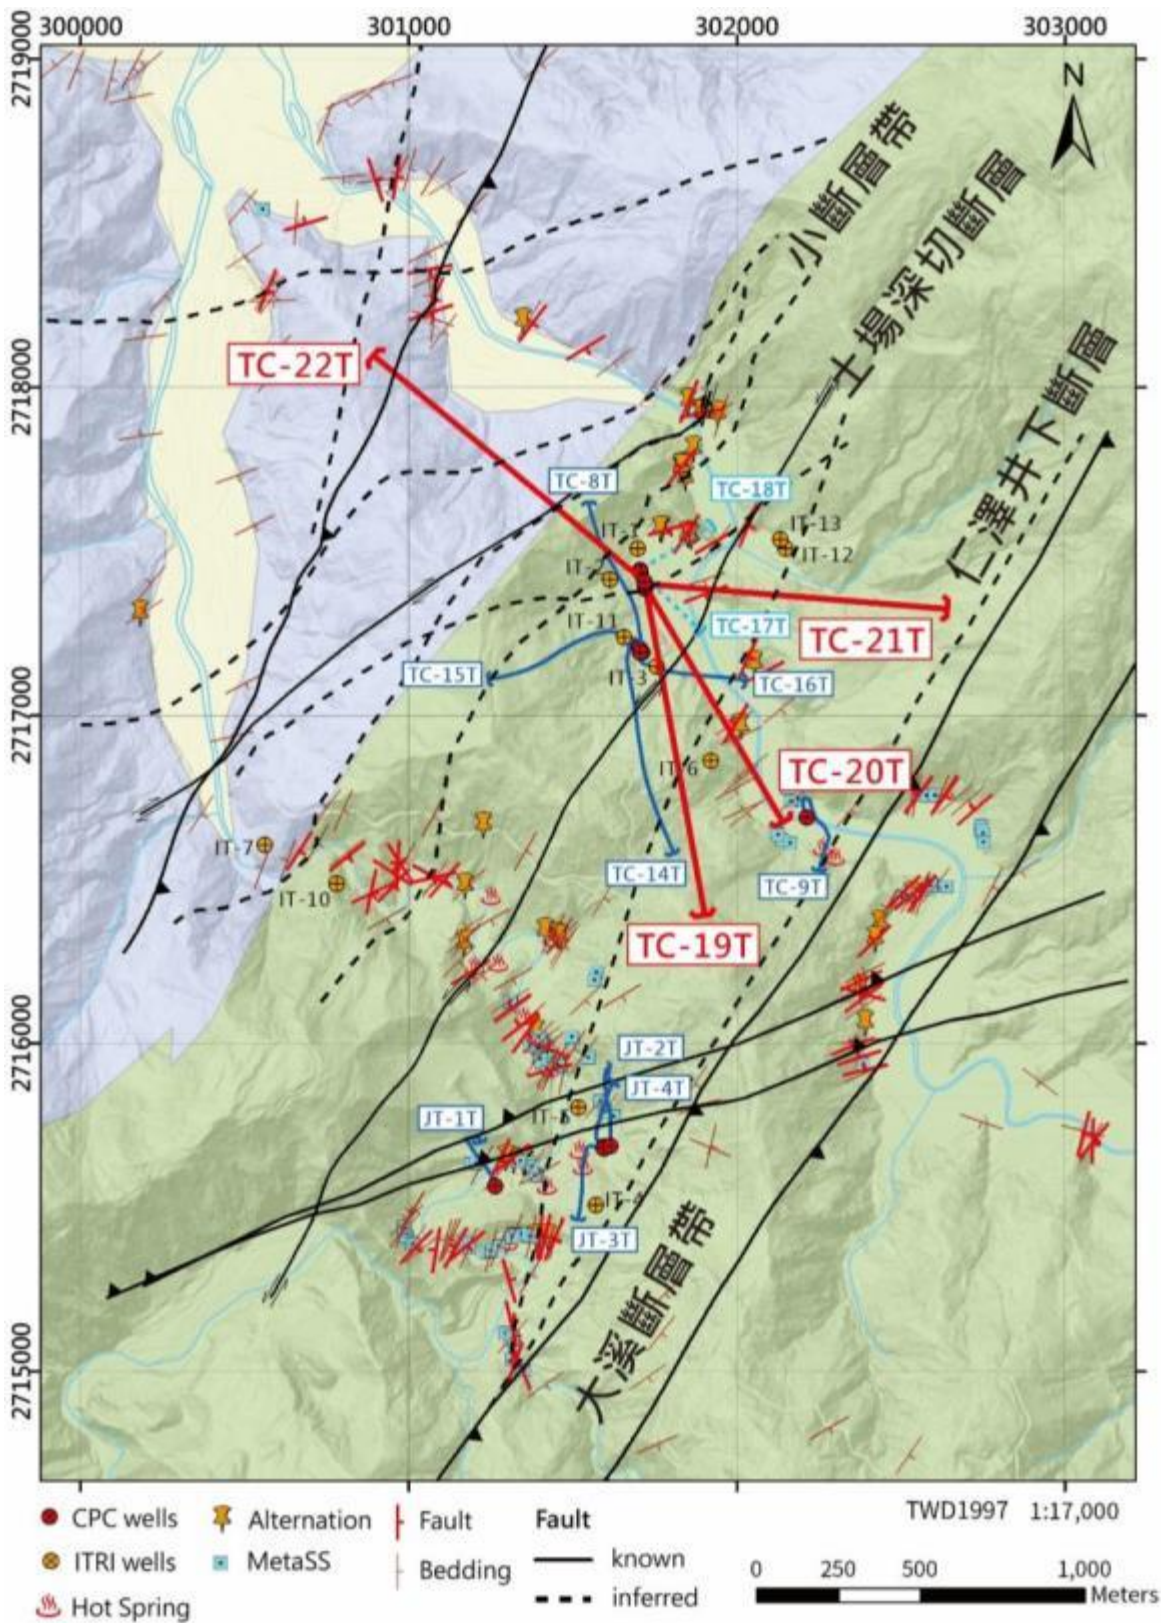 300000
301000
302000
303000
2719000
2718000
2717000
2716000
2715000
N
小斷層帶
土場深切斷層
仁澤井下斷層
大溪斷層帶
TC-22T
TC-8T
TC-18T
IT-1
IT-13
IT-2
IT-12
IT-11
TC-17T
TC-21T
TC-15T
IT-3
TC-16T
IT-6
TC-20T
IT-7
TC-14T
TC-9T
IT-10
TC-19T
JT-2T
JT-4T
JT-1T
IT-4
JT-3T
CPC wells
Alternation
Fault
Fault
TWD1997 1:17,000
ITRI wells
MetaSS
Bedding
known
0 250 500 1,000
Meters
Hot Spring
inferred